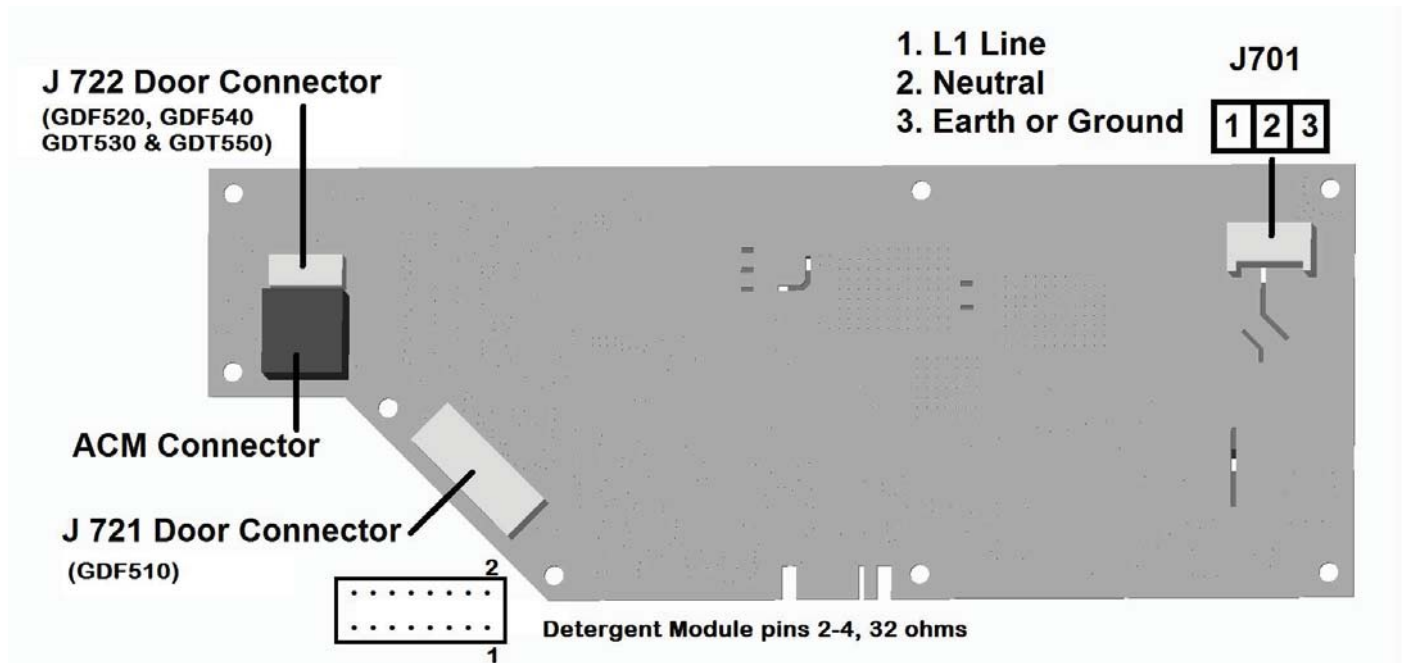 J 722 Door Connector
(GDF520, GDF540
GDT530 & GDT550)
1. L1 Line
2. Neutral
3. Earth or Ground
J701
1 2 3
ACM Connector
J 721 Door Connector
(GDF510)
2
1
Detergent Module pins 2-4, 32 ohms